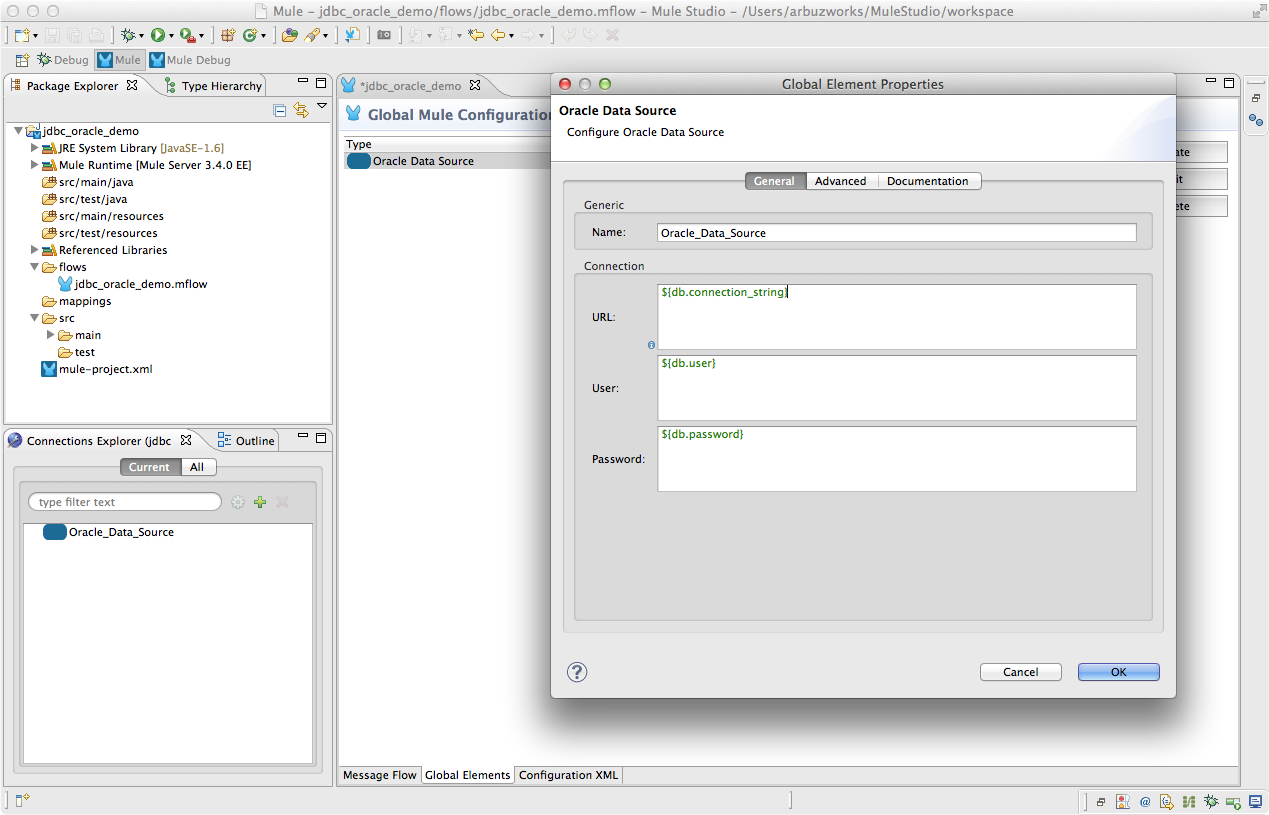 Mule – jdbc_oracle_demo/flows/jdbc_oracle_demo.mflow – Mule Studio – /Users/arbuzworks/MuleStudio/workspace
Debug Mule Mule Debug
Package Explorer Type Hierarchy
jdbc_oracle_demo
JRE System Library [JavaSE-1.6]
Mule Runtime [Mule Server 3.4.0 EE]
src/main/java
src/test/java
src/main/resources
src/test/resources
Referenced Libraries
flows
jdbc_oracle_demo.mflow
mappings
src
main
test
mule-project.xml
Connections Explorer (jdbc Outline
Current All
type filter text
Oracle_Data_Source
*jdbc_oracle_demo
Global Mule Configuration
Type
Oracle Data Source
ate
it
ete
Message Flow Global Elements Configuration XML
Global Element Properties
Oracle Data Source
Configure Oracle Data Source
General Advanced Documentation
Generic
Name: Oracle_Data_Source
Connection
URL: ${db.connection_string}
User: ${db.user}
Password: ${db.password}
Cancel OK